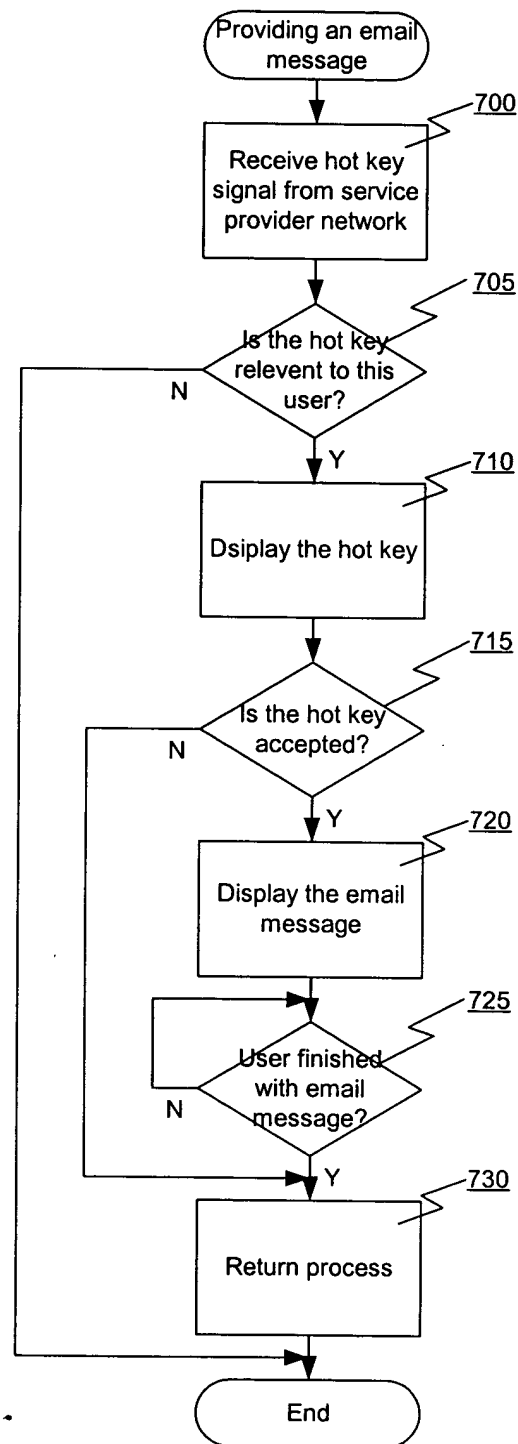 Providing an email
message
700
Receive hot key
signal from service
provider network
705
Is the hot key
relevent to this
user?
N
Y
710
Dsiplay the hot key
715
Is the hot key
accepted?
N
Y
720
Display the email
message
725
User finished
with email
message?
N
Y
730
Return process
End